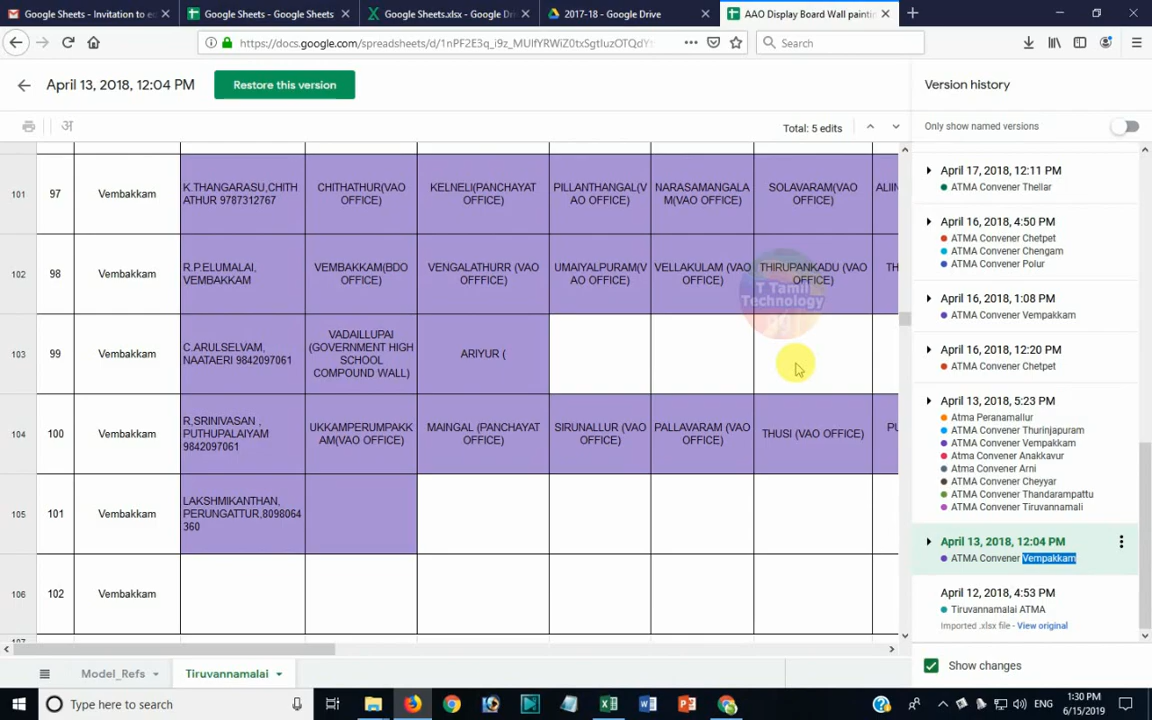 Google Sheets - Invitation to e
Google Sheets - Google Sheets
Google Sheets.xlsx - Google Dr
2017-18 - Google Drive
AAO Display Board Wall painti
https://docs.google.com/spreadsheets/d/1nPF2E3q_i9z_MUlfYRWiZ0txSgtIuzOTQdY
Search
April 13, 2018, 12:04 PM
Restore this version
Version history
अ
Total: 5 edits
Only show named versions
101
97
Vembakkam
K.THANGARASU,CHITH
ATHUR 9787312767
CHITHATHUR(VAO
OFFICE)
KELNELI(PANCHAYAT
OFFICE)
PILLANTHANGAL(V
AO OFFICE)
NARASAMANGALA
M(VAO OFFICE)
SOLAVARAM(VAO
OFFICE)
ALIIN
102
98
Vembakkam
R.P.ELUMALAI,
VEMBAKKAM
VEMBAKKAM(BDO
OFFICE)
VENGALATHURR (VAO
OFFICE)
UMAIYALPURAM(V
AO OFFICE)
VELLAKULAM (VAO
OFFICE)
THIRUPANKADU (VAO
OFFICE)
TH
T Tamil
Technology
103
99
Vembakkam
C.ARULSELVAM,
NAATAERI 9842097061
VADAILLUPAI
(GOVERNMENT HIGH
SCHOOL
COMPOUND WALL)
ARIYUR (
104
100
Vembakkam
R,SRINIVASAN ,
PUTHUPALAIYAM
9842097061
UKKAMPERUMPAKK
AM(VAO OFFICE)
MAINGAL (PANCHAYAT
OFFICE)
SIRUNALLUR (VAO
OFFICE)
PALLAVARAM (VAO
OFFICE)
THUSI (VAO OFFICE)
PU
105
101
Vembakkam
LAKSHMIKANTHAN,
PERUNGATTUR,8098064
360
106
102
Vembakkam
107
April 17, 2018, 12:11 PM
ATMA Convener Thellar
April 16, 2018, 4:50 PM
ATMA Convener Chetpet
ATMA Convener Chengam
ATMA Convener Polur
April 16, 2018, 1:08 PM
ATMA Convener Vempakkam
April 16, 2018, 12:20 PM
ATMA Convener Chetpet
April 13, 2018, 5:23 PM
Atma Peranamallur
ATMA Convener Thurinjapuram
ATMA Convener Vempakkam
Atma Convener Anakkavur
Atma Convener Arni
ATMA Convener Cheyyar
ATMA Convener Thandarampattu
ATMA Convener Tiruvannamali
April 13, 2018, 12:04 PM
ATMA Convener Vempakkam
April 12, 2018, 4:53 PM
Tiruvannamalai ATMA
Imported .xlsx file - View original
Model_Refs
Tiruvannamalai
Show changes
Type here to search
ENG
1:30 PM
6/15/2019